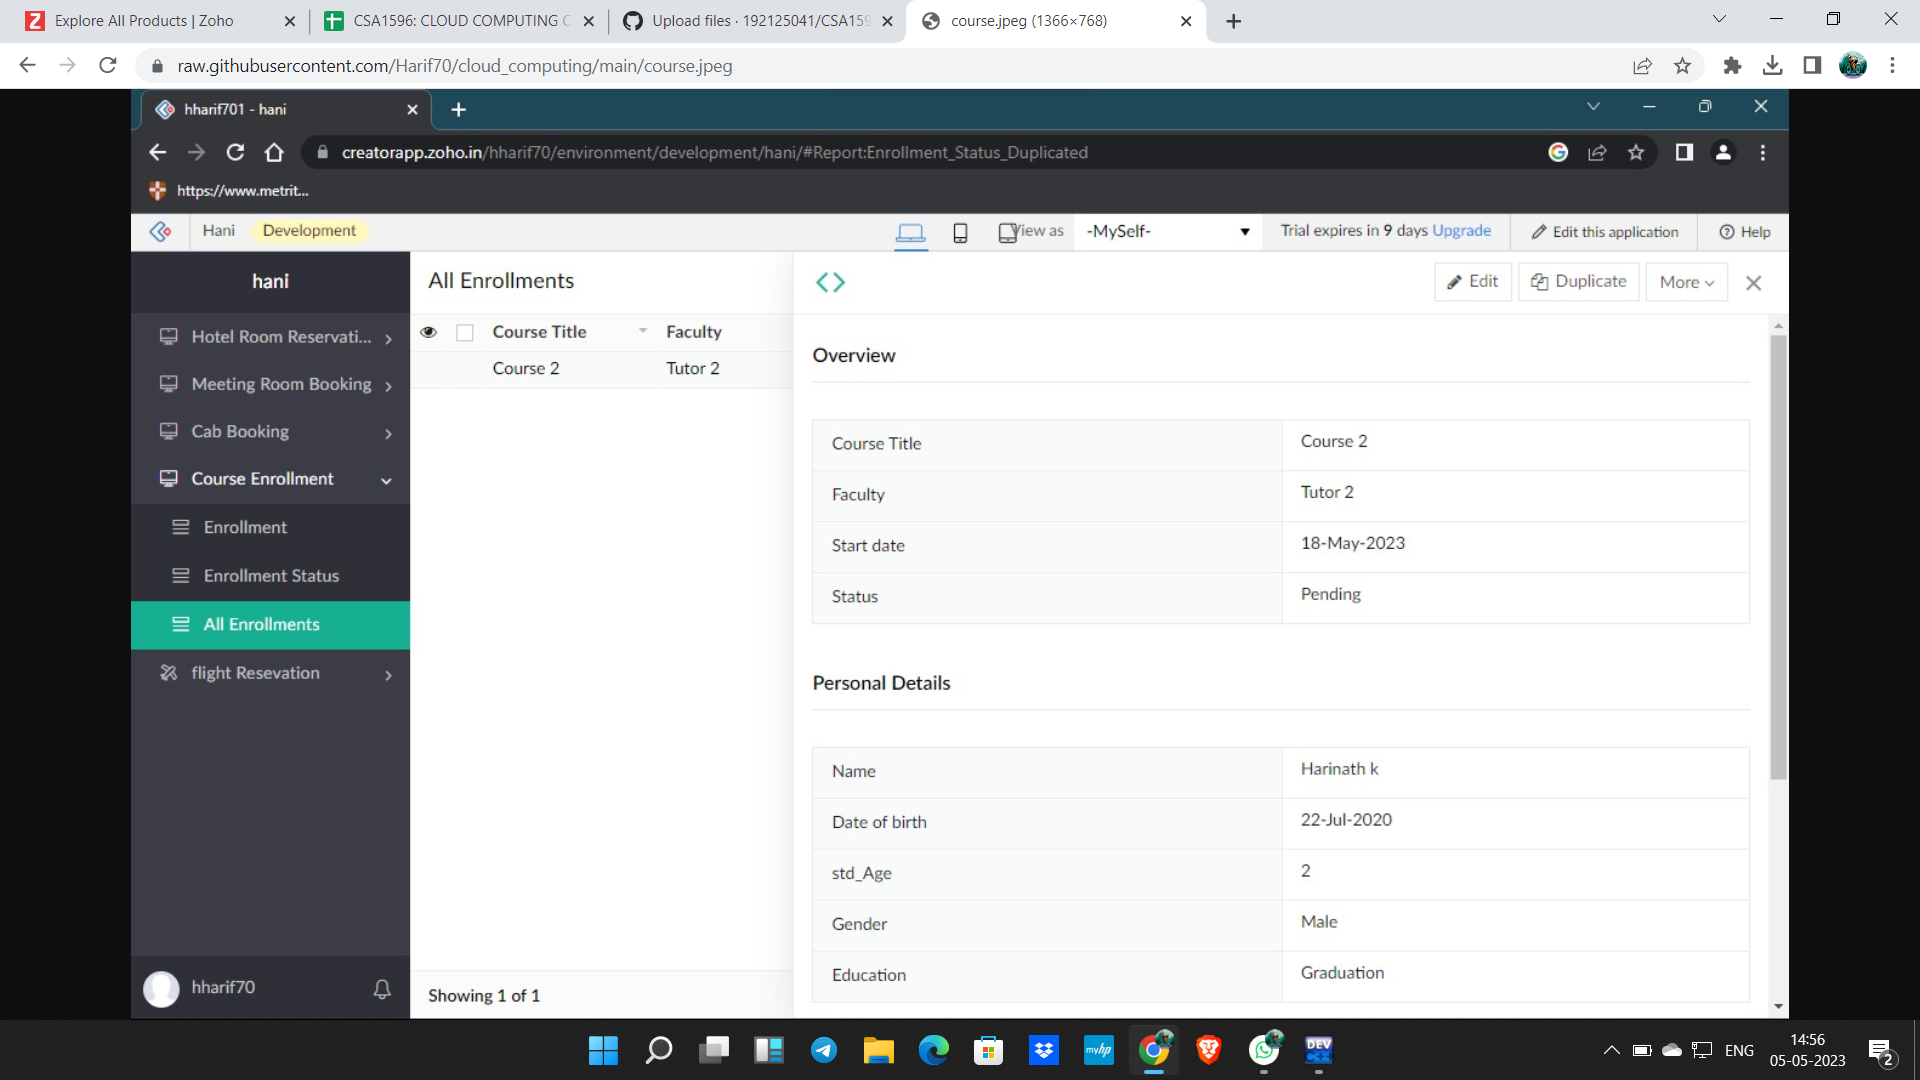 Explore All Products | Zoho
CSA1596: CLOUD COMPUTING C
Upload files · 192125041/CSA159
course.jpeg (1366×768)
raw.githubusercontent.com/Harif70/cloud_computing/main/course.jpeg
hharif701 - hani
creatorapp.zoho.in/hharif70/environment/development/hani/#Report:Enrollment_Status_Duplicated
https://www.metrit...
Hani Development View as -MySelf- Trial expires in 9 days Upgrade Edit this application Help
hani
Hotel Room Reservati...
Meeting Room Booking
Cab Booking
Course Enrollment
Enrollment
Enrollment Status
All Enrollments
flight Resevation
hharif70
All Enrollments
Course Title Faculty
Course 2 Tutor 2
Showing 1 of 1
Edit Duplicate More
Overview
Course Title Course 2
Faculty Tutor 2
Start date 18-May-2023
Status Pending
Personal Details
Name Harinath k
Date of birth 22-Jul-2020
std_Age 2
Gender Male
Education Graduation
myhp
DEV
C++
ENG
14:56
05-05-2023
2